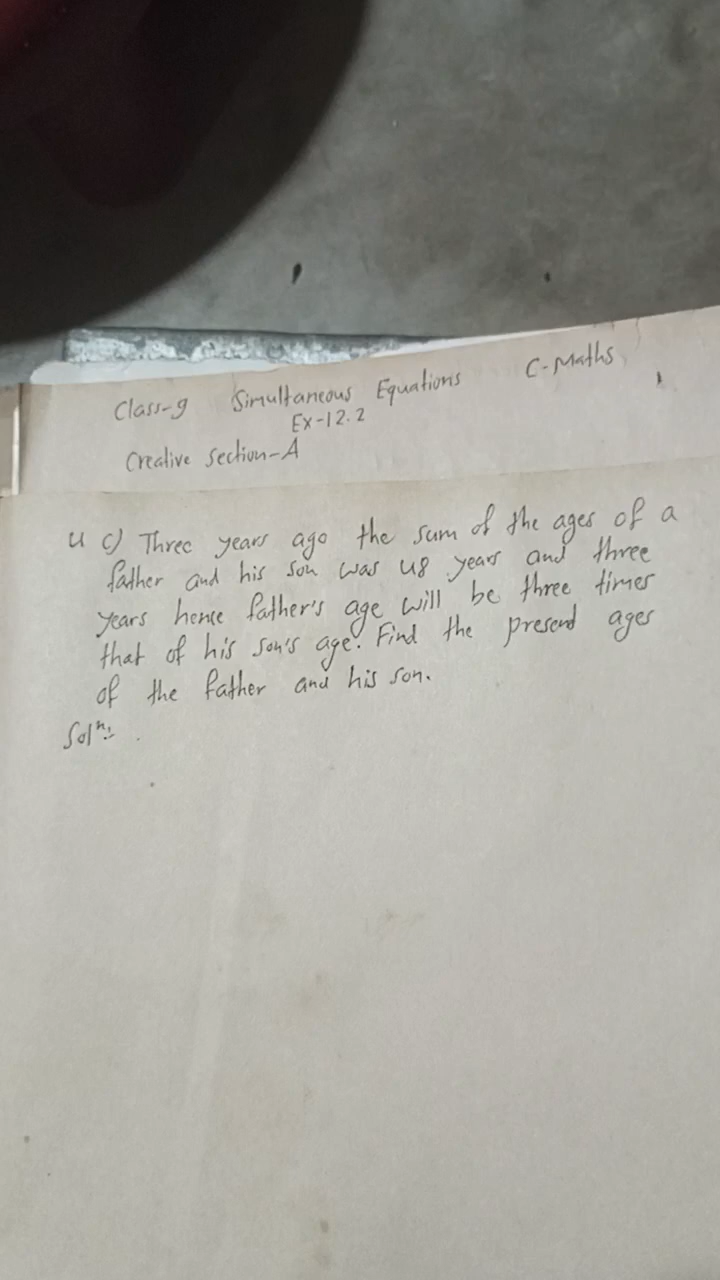 Class-9 Simultaneous Equations C-Maths
Ex-12.2
Creative section-A
4 c) Three years ago the sum of the ages of a
father and his son was 48 years and three
years hence father's age will be three times
that of his son's age. Find the present ages
of the father and his son.
Solⁿ: